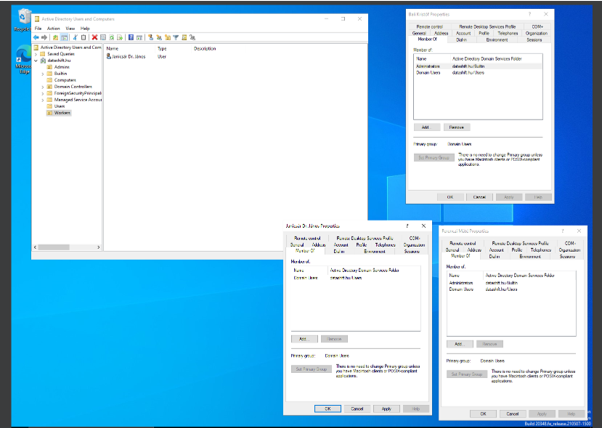 Active Directory Users and Computers
File Action View Help
Active Directory Users and Com
Name Type Description
Saved Queries
Janicsár Dr. János User
datashift.hu
Admins
Builtin
Computers
Domain Controllers
ForeignSecurityPrincipal
Managed Service Accou
Users
Workers
Properties
Remote control Remote Desktop Services Profile COM+
General Address Account Profile Telephones Organization
Member Of Dial-in Environment Sessions
Member of:
Name Active Directory Domain Services Folder
Administrators datashift.hu/Builtin
Domain Users datashift.hu/Users
Add... Remove
Primary group: Domain Users
Set Primary Group There is no need to change Primary group unless
you have Macintosh clients or POSIX-compliant
applications.
OK Cancel Apply Help
Dr. János Properties
Remote control Remote Desktop Services Profile COM+
General Address Account Profile Telephones Organization
Member Of Dial-in Environment Sessions
Member of:
Name Active Directory Domain Services Folder
Domain Users datashift.hu/Users
Add... Remove
Primary group: Domain Users
Set Primary Group There is no need to change Primary group unless
you have Macintosh clients or POSIX-compliant
applications.
OK Cancel Apply Help
Properties
Remote control Remote Desktop Services Profile COM+
General Address Account Profile Telephones Organization
Member Of Dial-in Environment Sessions
Member of:
Name Active Directory Domain Services Folder
Administrators datashift.hu/Builtin
Domain Users datashift.hu/Users
Add... Remove
Primary group: Domain Users
Set Primary Group There is no need to change Primary group unless
you have Macintosh clients or POSIX-compliant
applications.
OK Cancel Apply Help
Build 20348.fe_release.210507-1500